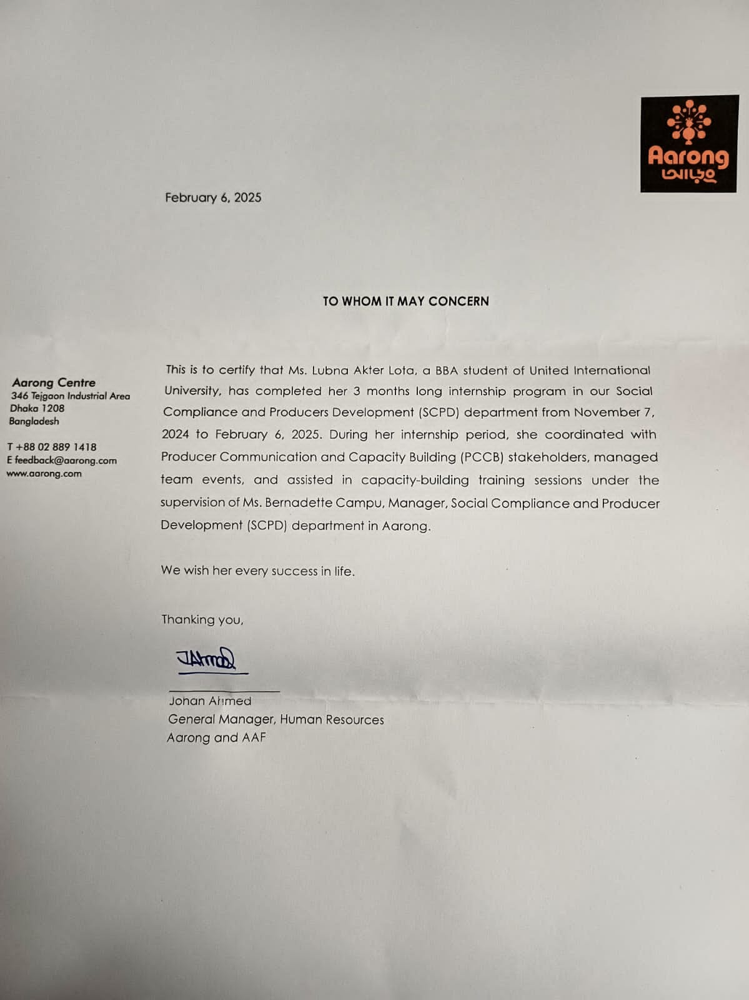 Aarong
আড়ং
February 6, 2025
TO WHOM IT MAY CONCERN
Aarong Centre
346 Tejgaon Industrial Area
Dhaka 1208
Bangladesh
T +88 02 889 1418
E feedback@aarong.com
www.aarong.com
This is to certify that Ms. Lubna Akter Lota, a BBA student of United International
University, has completed her 3 months long internship program in our Social
Compliance and Producers Development (SCPD) department from November 7,
2024 to February 6, 2025. During her internship period, she coordinated with
Producer Communication and Capacity Building (PCCB) stakeholders, managed
team events, and assisted in capacity-building training sessions under the
supervision of Ms. Bernadette Campu, Manager, Social Compliance and Producer
Development (SCPD) department in Aarong.
We wish her every success in life.
Thanking you,
JAhmed
Johan Ahmed
General Manager, Human Resources
Aarong and AAF